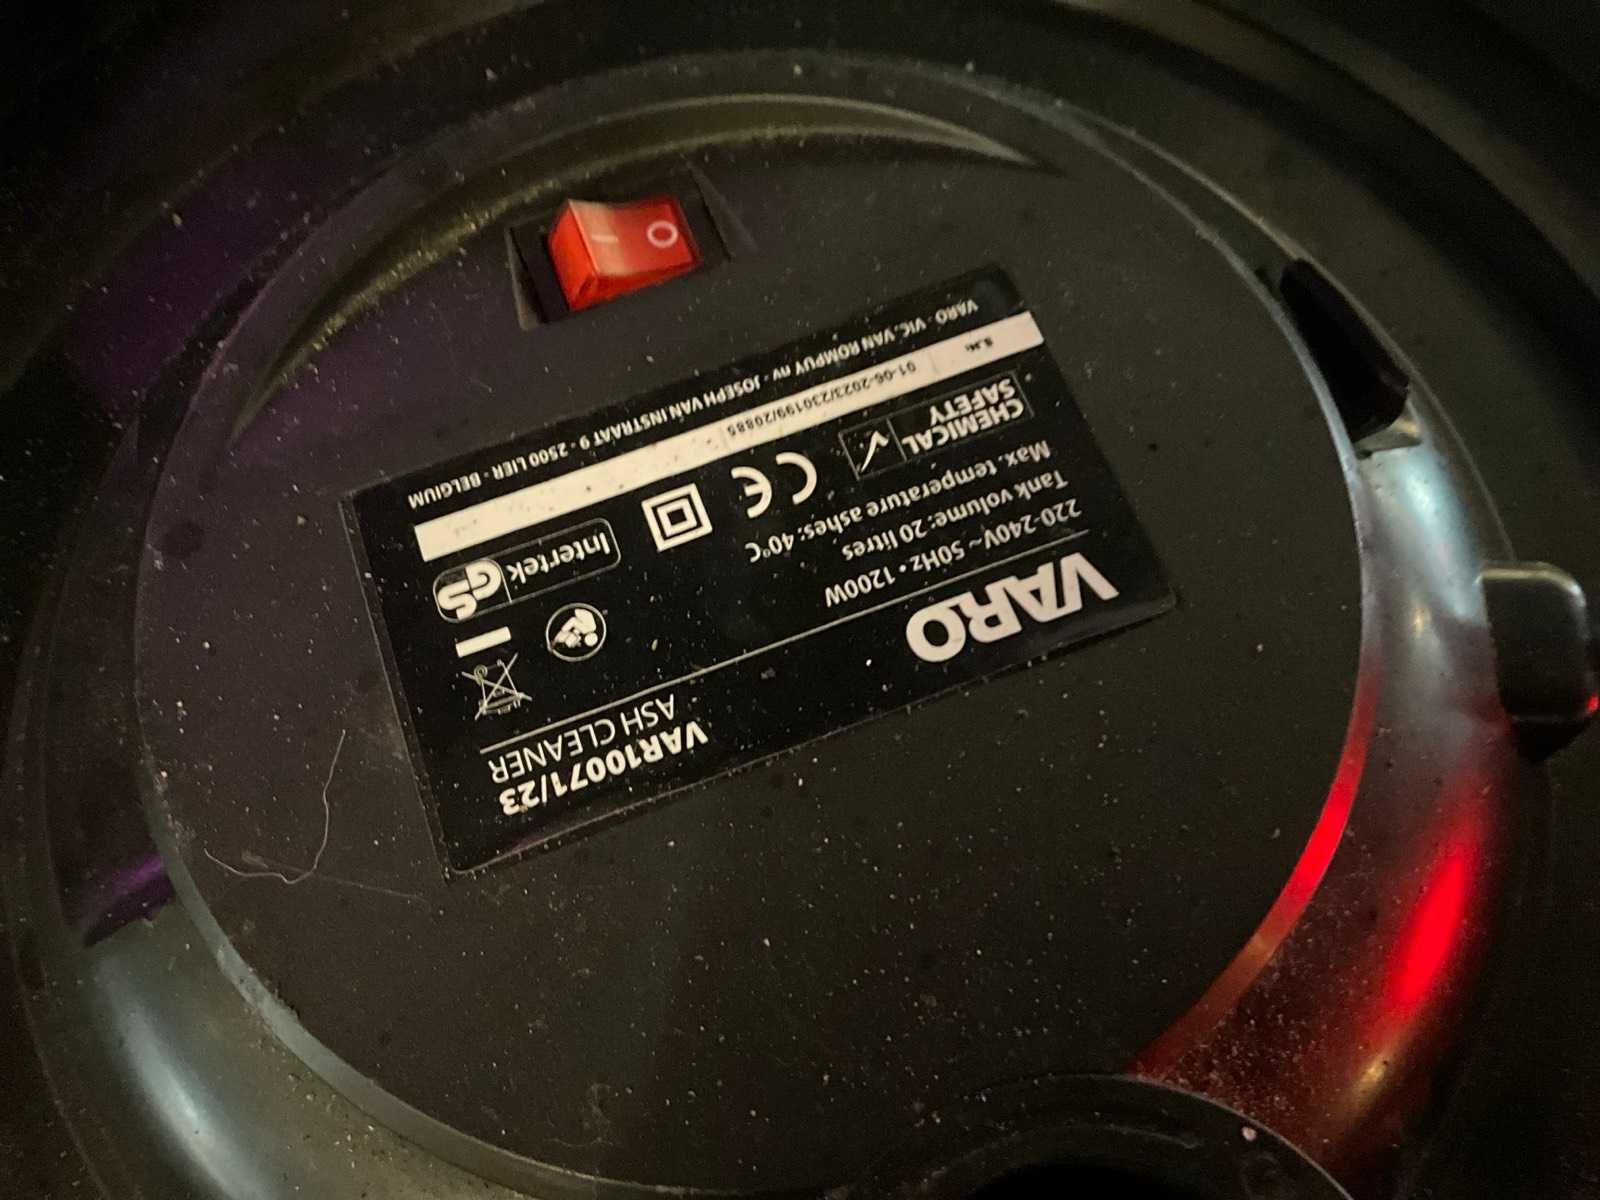 VARO
VAR10071/23
ASH CLEANER
220-240V ~ 50Hz • 1200W
Tank volume: 20 litres
Max. temperature ashes: 40°C
CHEMICAL
SAFETY
CE
Intertek
GS
S.N:
01-06-2023/230199/20885
VARO - VIC. VAN ROMPUY nv - JOSEPH VAN INSTRAAT 9 - 2500 LIER - BELGIUM
O I